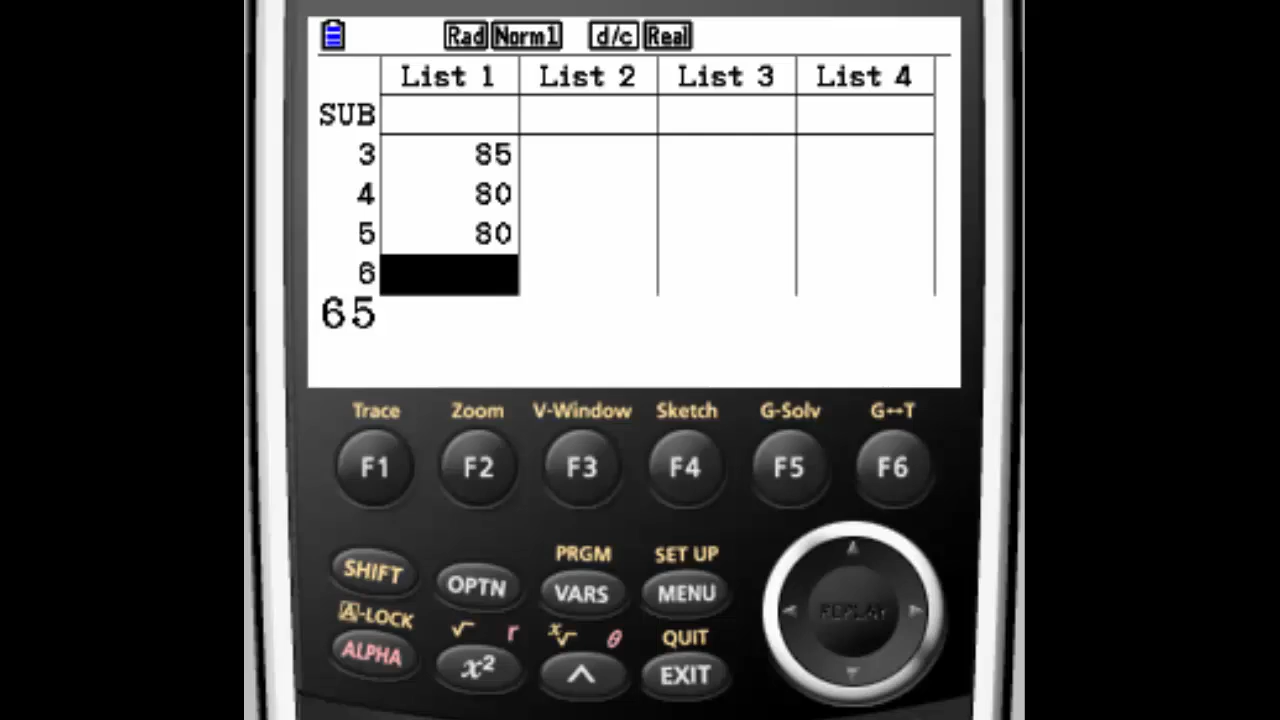 Rad Norm1 d/c Real
List 1 List 2 List 3 List 4
SUB
3 85
4 80
5 80
6
65
Trace Zoom V-Window Sketch G-Solv G↔T
F1 F2 F3 F4 F5 F6
PRGM SET UP
SHIFT OPTN VARS MENU
A-LOCK √ r ˣ√ θ QUIT
ALPHA x² ^ EXIT
REPLAY